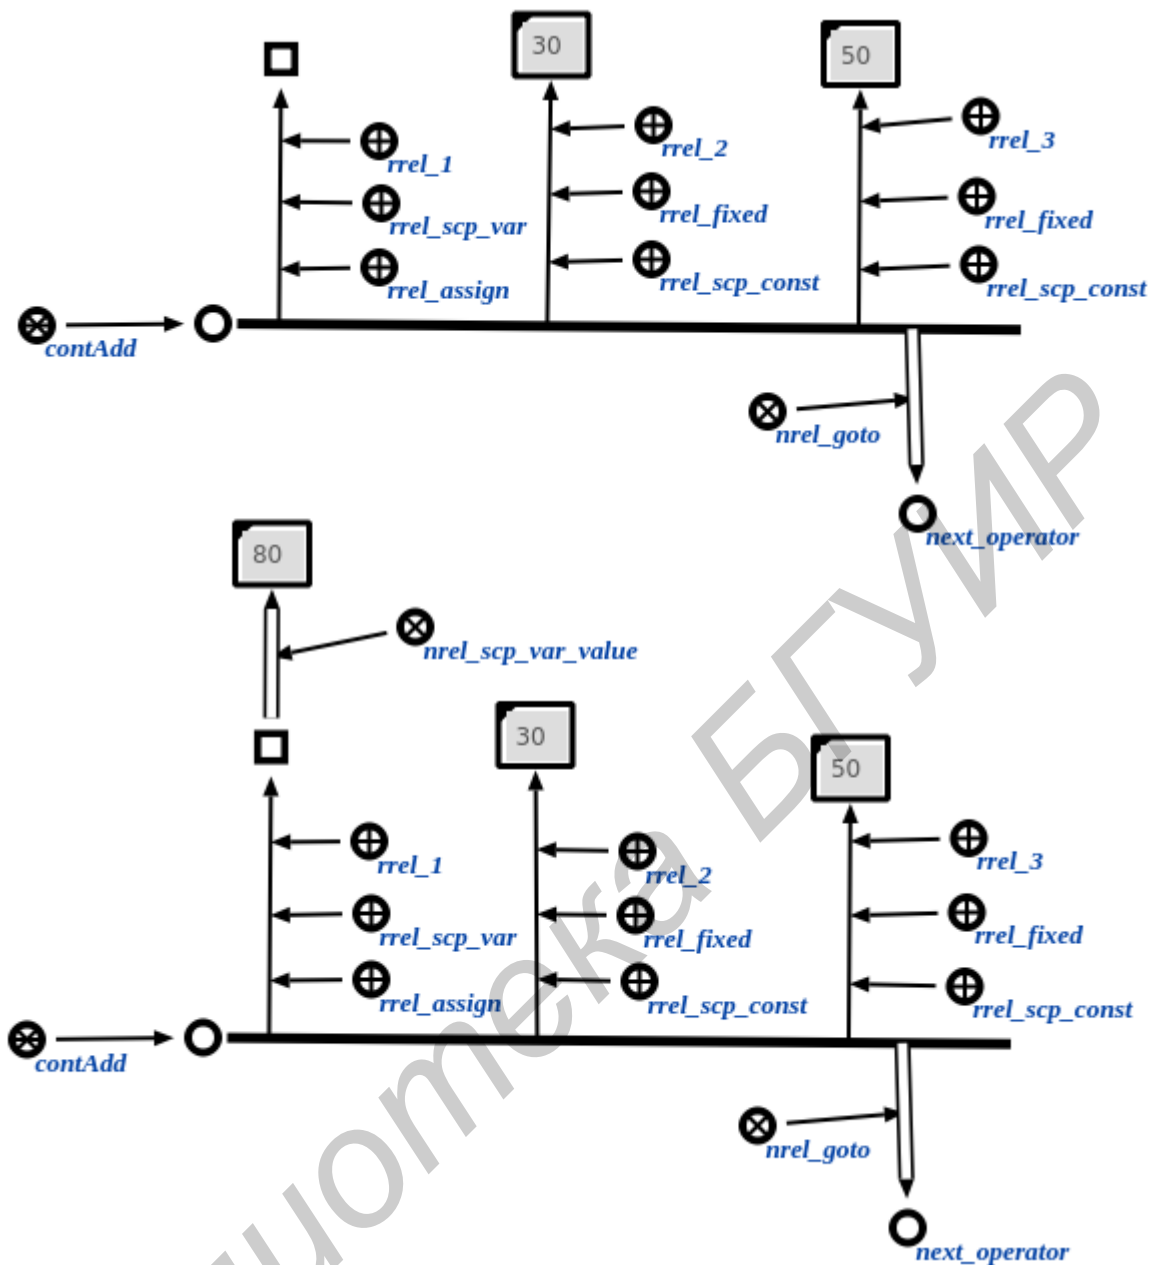 30
50
rrel_1
rrel_2
rrel_3
rrel_scp_var
rrel_fixed
rrel_fixed
rrel_assign
rrel_scp_const
rrel_scp_const
contAdd
nrel_goto
next_operator
80
nrel_scp_var_value
30
50
rrel_1
rrel_2
rrel_3
rrel_scp_var
rrel_fixed
rrel_fixed
rrel_assign
rrel_scp_const
rrel_scp_const
contAdd
nrel_goto
next_operator
иотека БГУИР